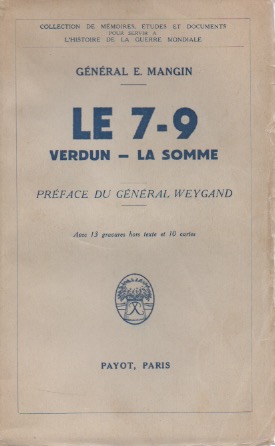 COLLECTION DE MÉMOIRES, ETUDES ET DOCUMENTS
POUR SERVIR A
L'HISTOIRE DE LA GUERRE MONDIALE
GÉNÉRAL E. MANGIN
LE 7-9
VERDUN – LA SOMME
PRÉFACE DU GÉNÉRAL WEYGAND
Avec 13 gravures hors texte et 10 cartes
PAYOT, PARIS